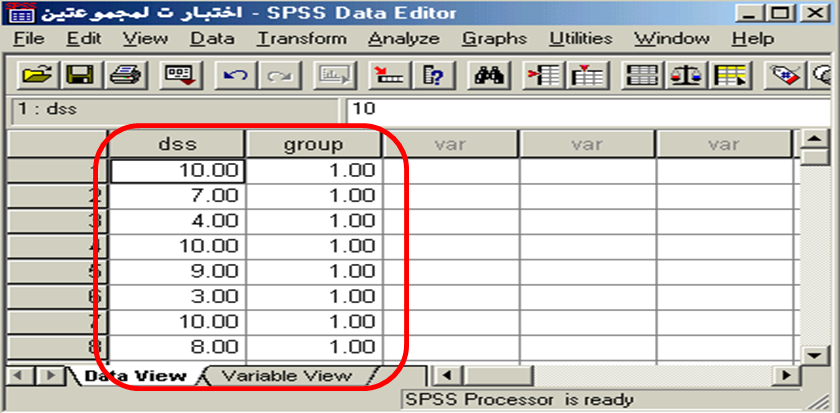 اختبار ت لمجموعتين - SPSS Data Editor
File Edit View Data Transform Analyze Graphs Utilities Window Help
1 : dss 10
dss group var var var
1 10.00 1.00
2 7.00 1.00
3 4.00 1.00
4 10.00 1.00
5 9.00 1.00
6 3.00 1.00
7 10.00 1.00
8 8.00 1.00
Data View Variable View
SPSS Processor is ready